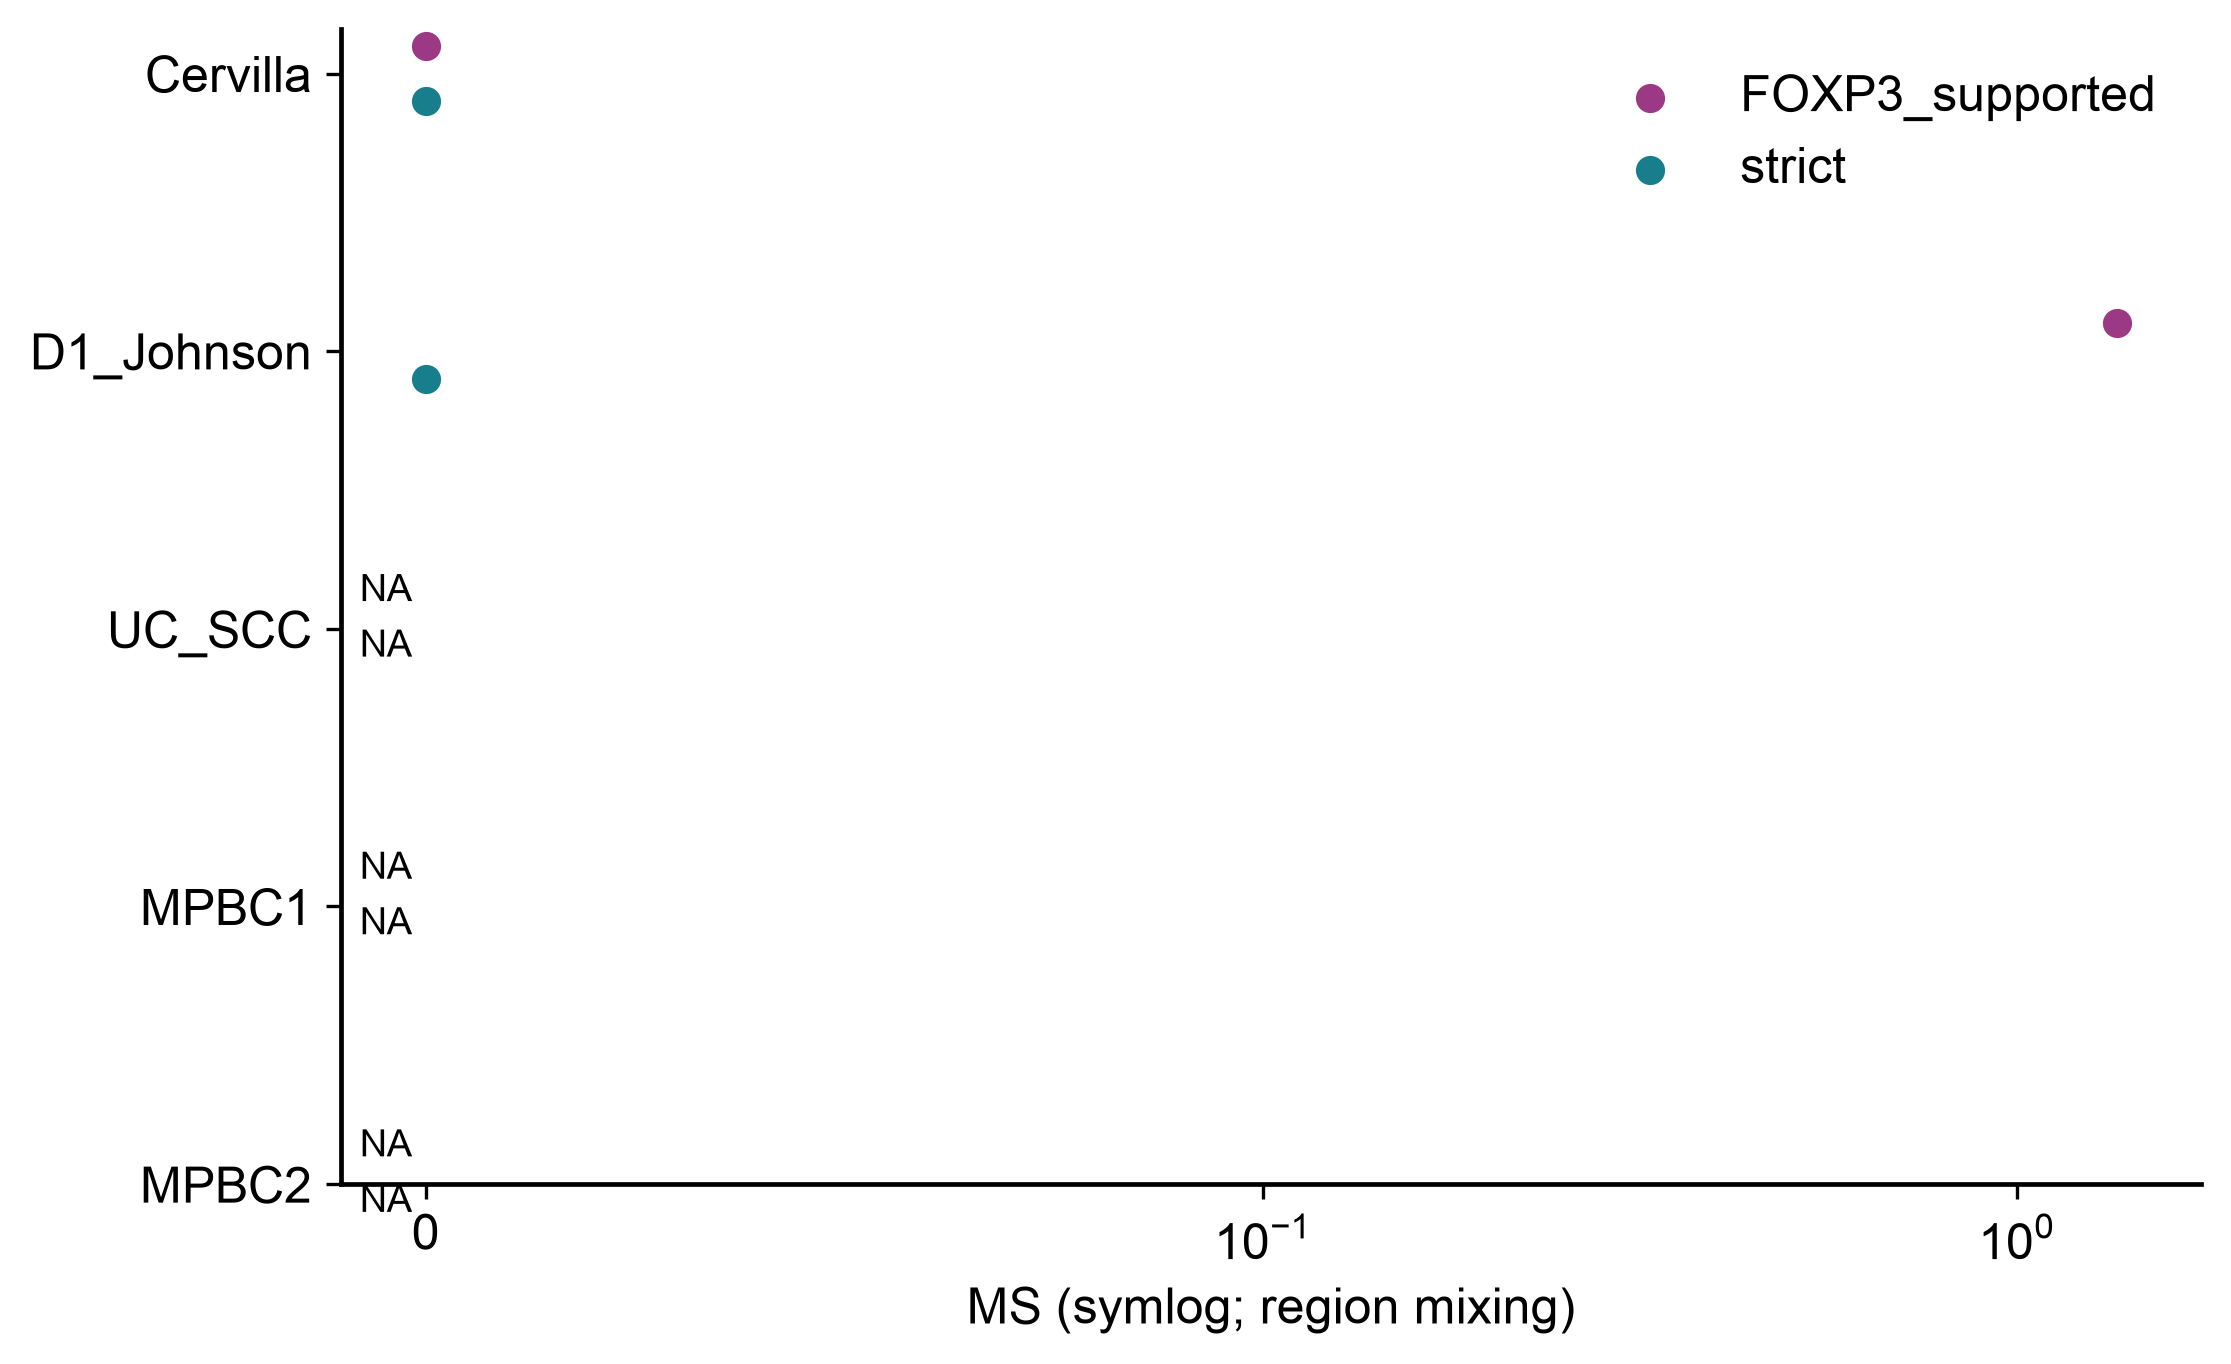 Cervilla
FOXP3_supported
strict
D1_Johnson
NA
UC_SCC
NA
NA
MPBC1
NA
NA
MPBC2
NA
0
10⁻¹
10⁰
MS (symlog; region mixing)